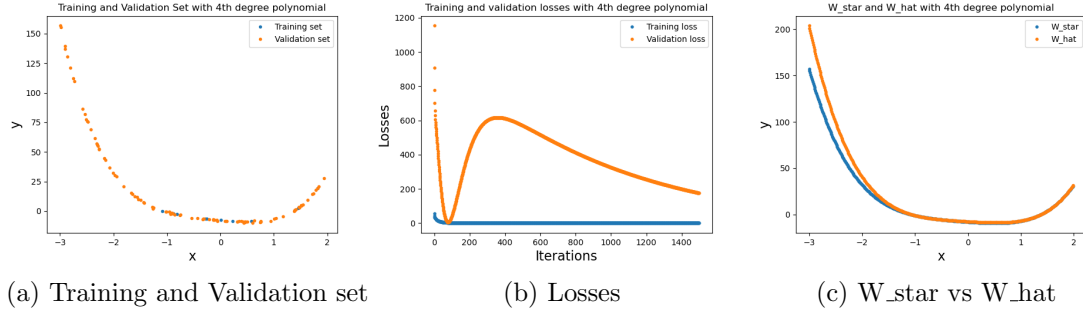 Training and Validation Set with 4th degree polynomial
Training set
Validation set
150
125
100
75
50
25
0
y
−3
−2
−1
0
1
2
x
(a) Training and Validation set
Training and validation losses with 4th degree polynomial
Training loss
Validation loss
1200
1000
800
600
400
200
0
Losses
0
200
400
600
800
1000
1200
1400
Iterations
(b) Losses
W_star and W_hat with 4th degree polynomial
W_star
W_hat
200
150
100
50
0
y
−3
−2
−1
0
1
2
x
(c) W_star vs W_hat